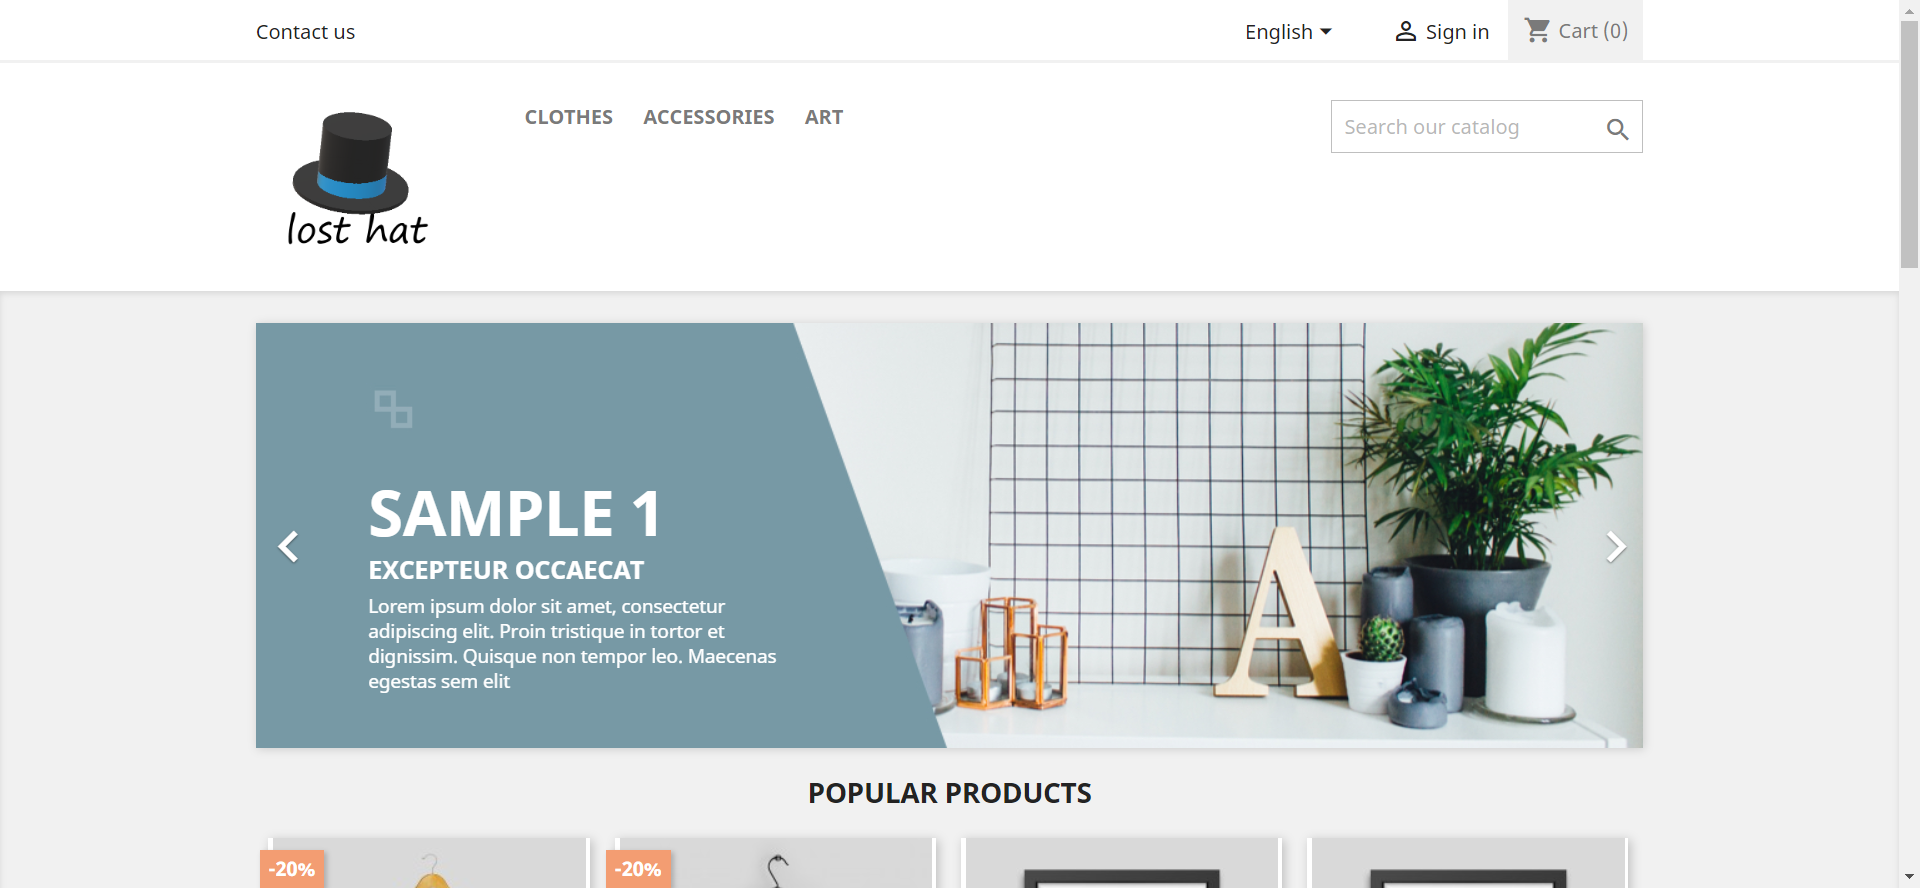 Contact us
English
Sign in
Cart (0)
CLOTHES
ACCESSORIES
ART
Search our catalog
lost hat
SAMPLE 1
EXCEPTEUR OCCAECAT
Lorem ipsum dolor sit amet, consectetur
adipiscing elit. Proin tristique in tortor et
dignissim. Quisque non tempor leo. Maecenas
egestas sem elit
A
POPULAR PRODUCTS
-20%
-20%